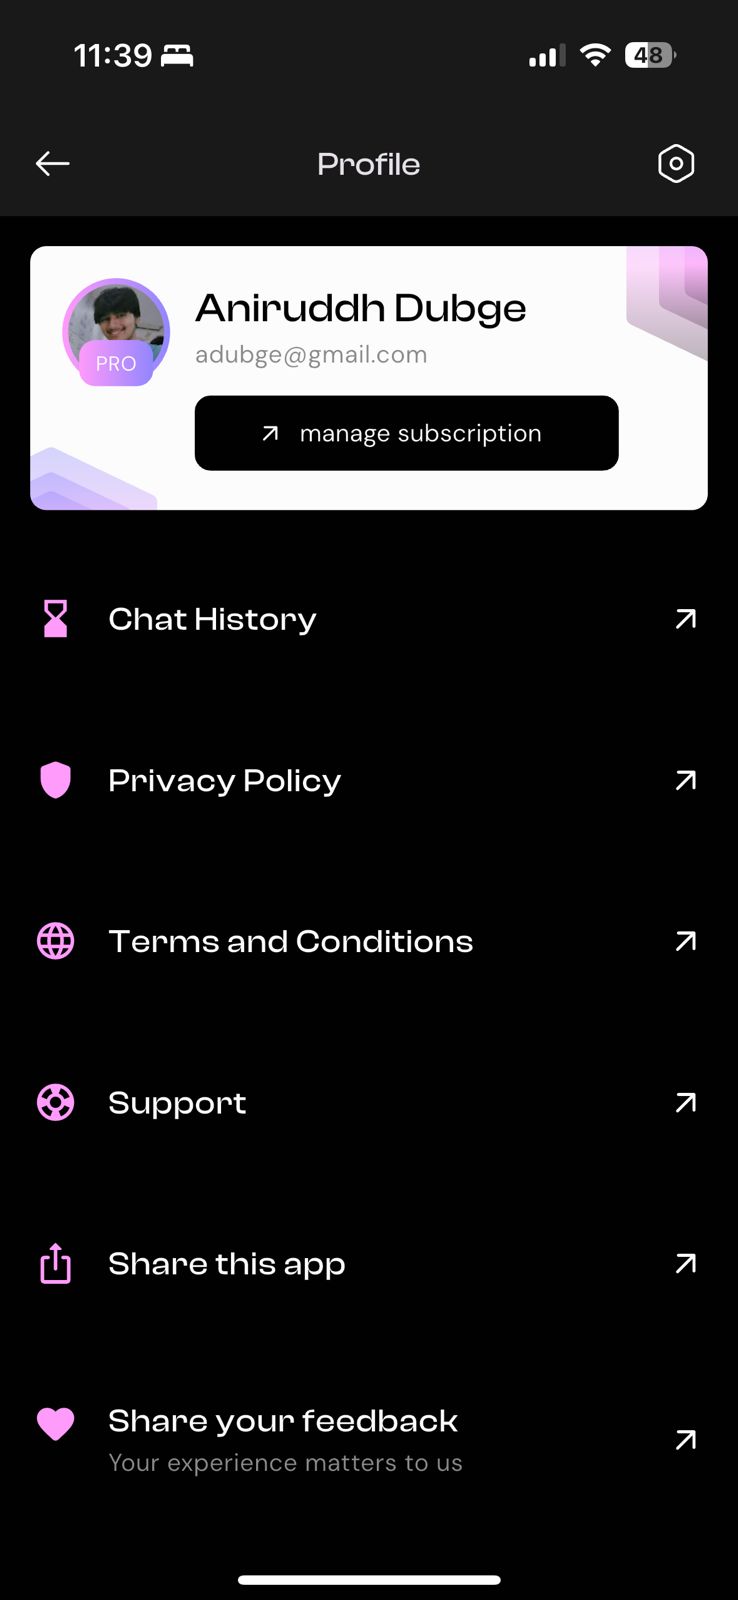 11:39
48
Profile
Aniruddh Dubge
PRO
adubge@gmail.com
manage subscription
Chat History
Privacy Policy
Terms and Conditions
Support
Share this app
Share your feedback
Your experience matters to us